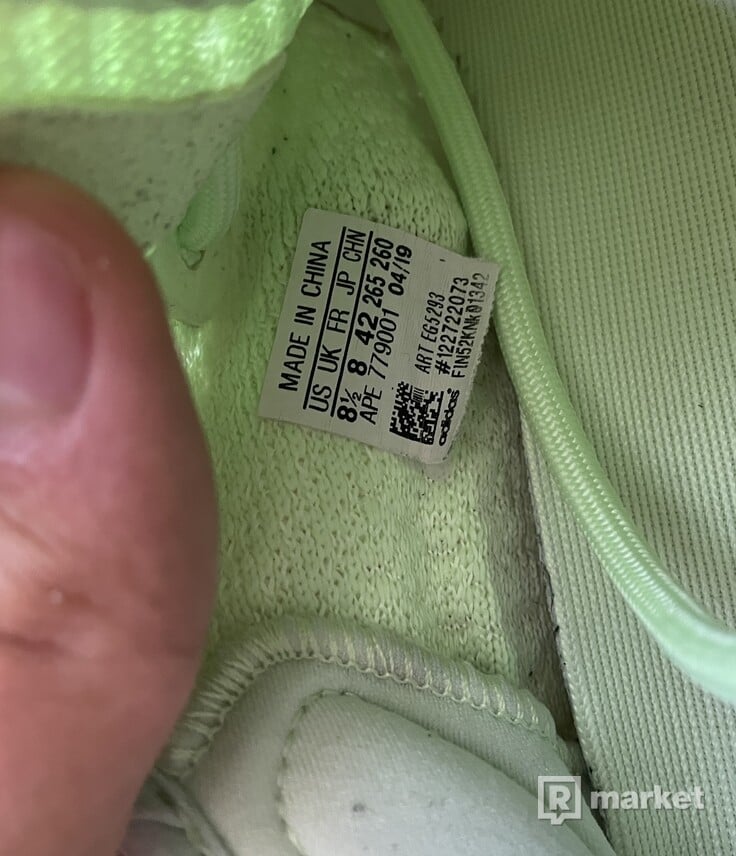 MADE IN CHINA
US UK FR JP CHN
8½ 8 42 265 260
APE 779001 04/19
ART EG5293
#122722073
F1N52KNK01342
adidas
R market